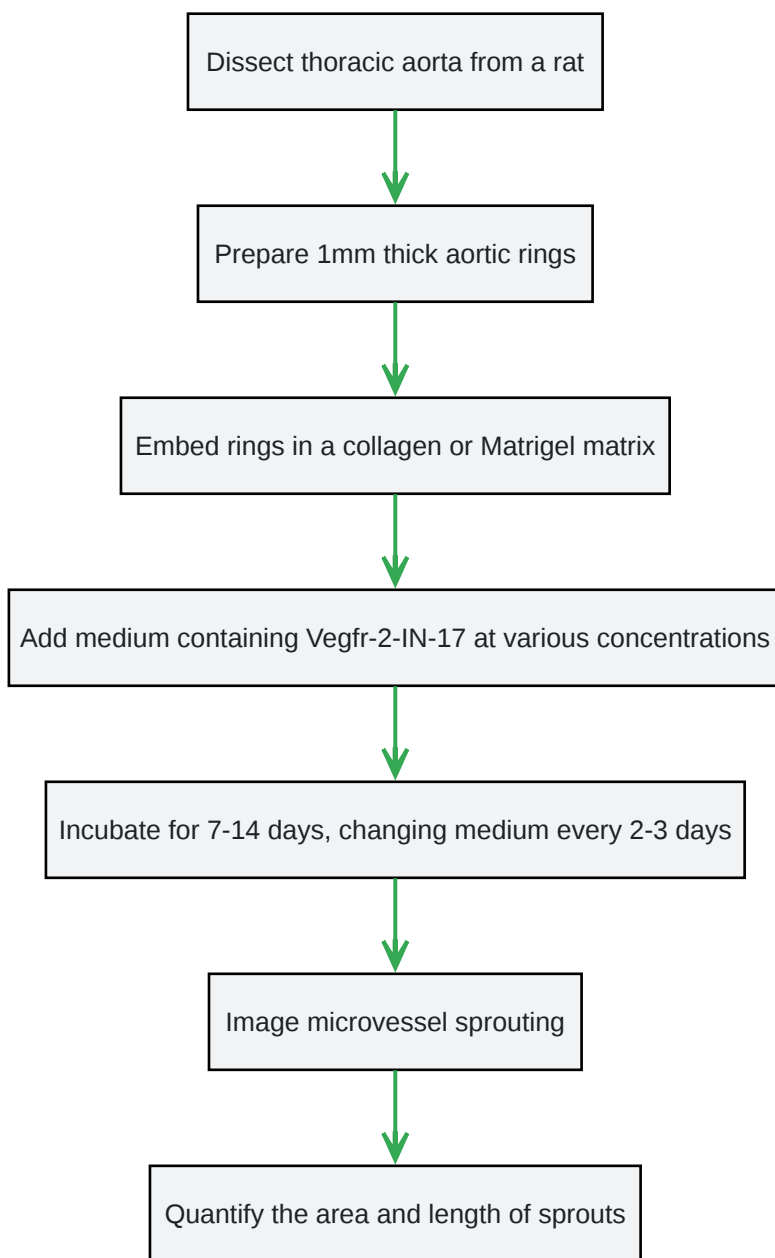 Dissect thoracic aorta from a rat
Prepare 1mm thick aortic rings
Embed rings in a collagen or Matrigel matrix
Add medium containing Vegfr-2-IN-17 at various concentrations
Incubate for 7-14 days, changing medium every 2-3 days
Image microvessel sprouting
Quantify the area and length of sprouts